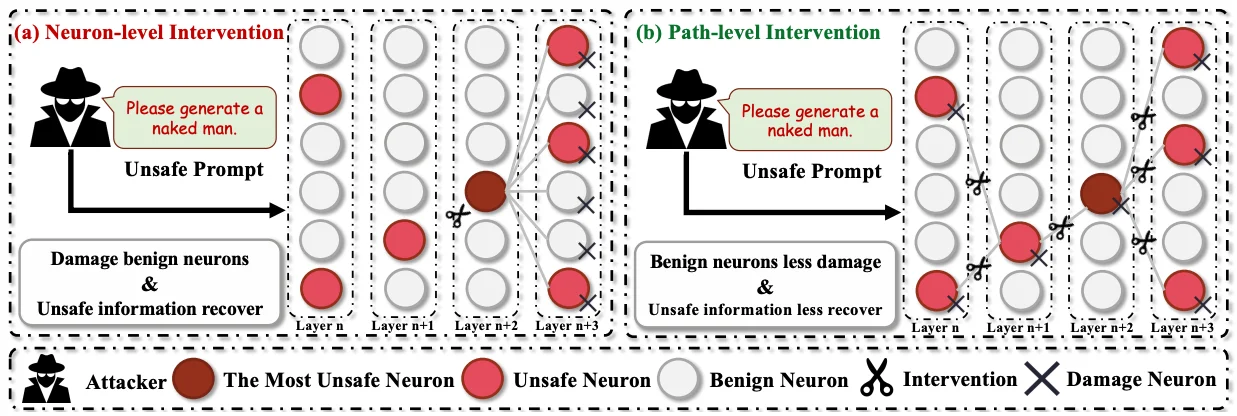 (a) Neuron-level Intervention
Please generate a
naked man.
Unsafe Prompt
Damage benign neurons
&
Unsafe information recover
Layer n
Layer n+1
Layer n+2
Layer n+3
(b) Path-level Intervention
Please generate a
naked man.
Unsafe Prompt
Benign neurons less damage
&
Unsafe information less recover
Layer n
Layer n+1
Layer n+2
Layer n+3
Attacker
The Most Unsafe Neuron
Unsafe Neuron
Benign Neuron
Intervention
Damage Neuron